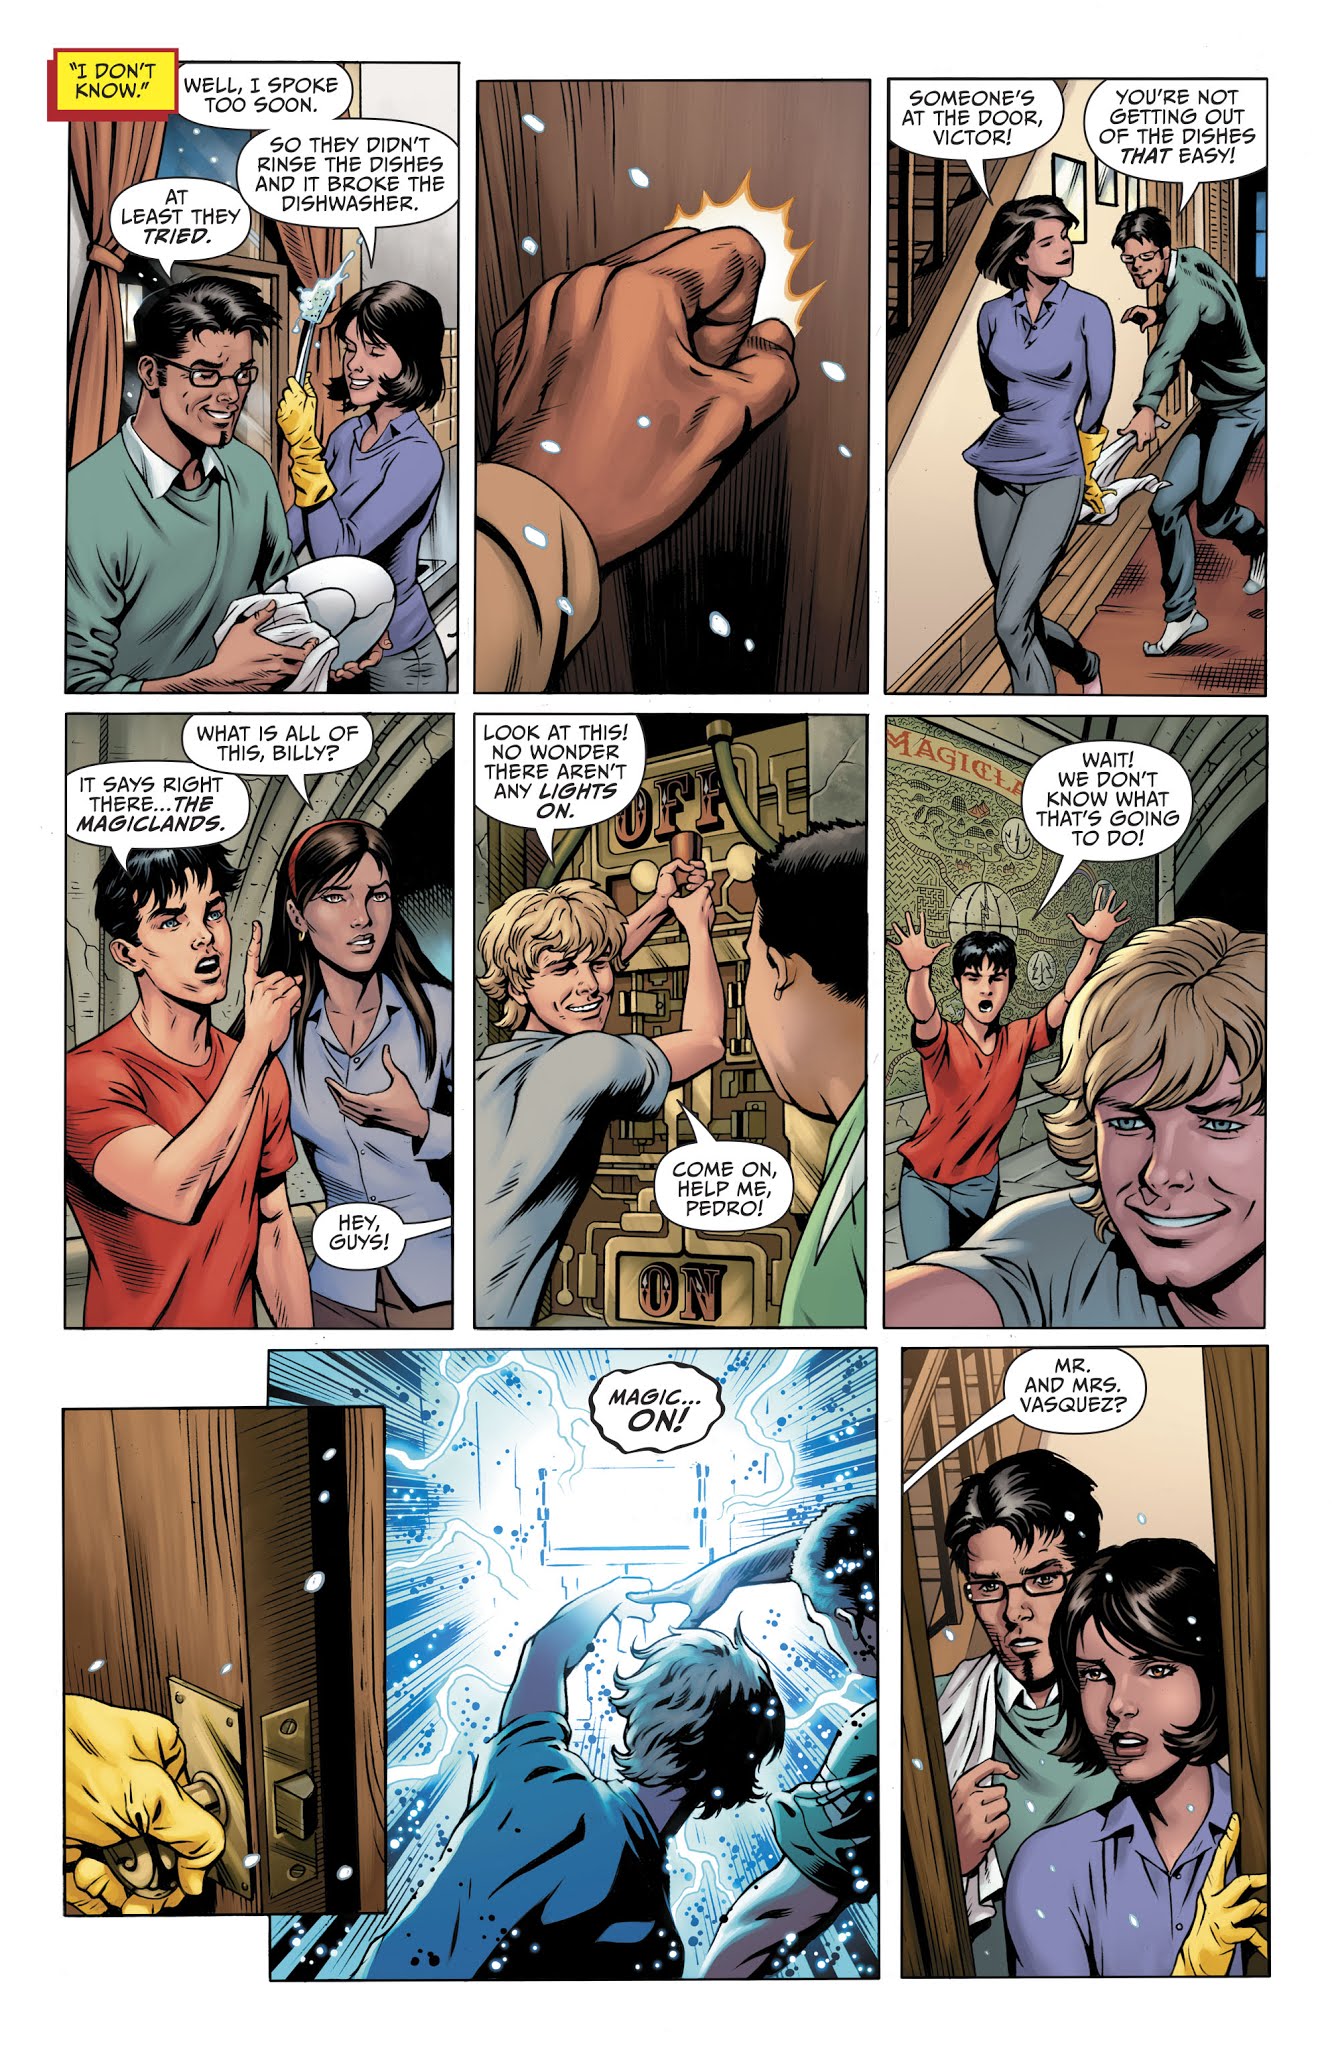 "I DON'T
KNOW."
WELL, I SPOKE
TOO SOON.
SO THEY DIDN'T
RINSE THE DISHES
AND IT BROKE THE
DISHWASHER.
AT
LEAST THEY
TRIED.
SOMEONE'S
AT THE DOOR,
VICTOR!
YOU'RE NOT
GETTING OUT
OF THE DISHES
THAT EASY!
WHAT IS ALL OF
THIS, BILLY?
IT SAYS RIGHT
THERE...THE
MAGICLANDS.
HEY,
GUYS!
LOOK AT THIS!
NO WONDER
THERE AREN'T
ANY LIGHTS
ON.
OFF
COME ON,
HELP ME,
PEDRO!
ON
MAGICLA
WAIT!
WE DON'T
KNOW WHAT
THAT'S GOING
TO DO!
MAGIC...
ON!
MR.
AND MRS.
VASQUEZ?